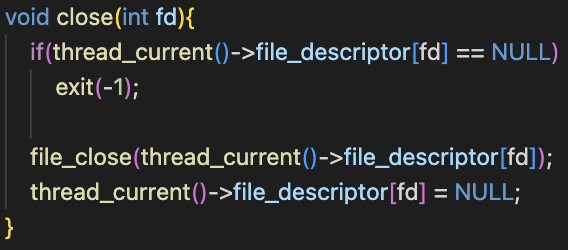 void close(int fd){
if(thread_current()->file_descriptor[fd] == NULL)
exit(-1);
file_close(thread_current()->file_descriptor[fd]);
thread_current()->file_descriptor[fd] = NULL;
}